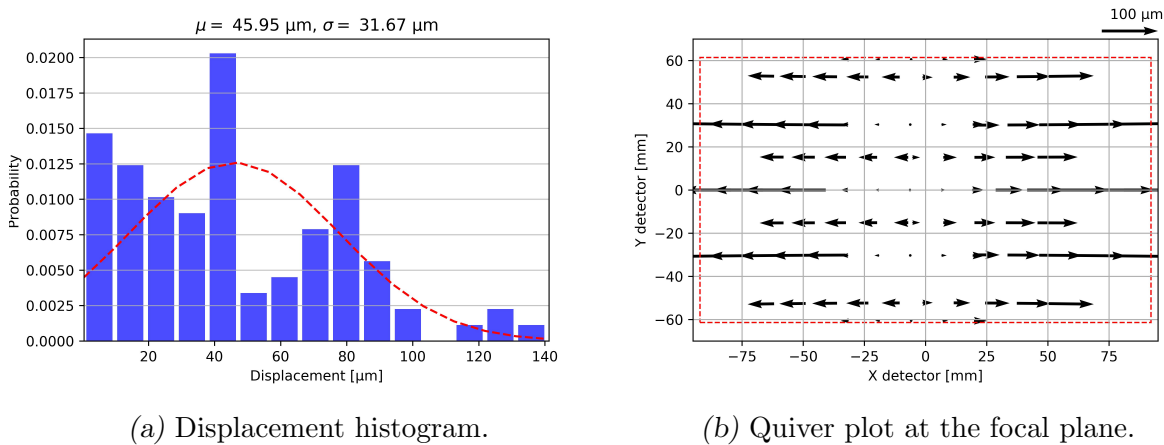 μ = 45.95 μm, σ = 31.67 μm
0.0200
0.0175
0.0150
0.0125
0.0100
0.0075
0.0050
0.0025
0.0000
Probability
20 40 60 80 100 120 140
Displacement [μm]
(a) Displacement histogram.
100 μm
60
40
20
0
−20
−40
−60
Y detector [mm]
−75 −50 −25 0 25 50 75
X detector [mm]
(b) Quiver plot at the focal plane.